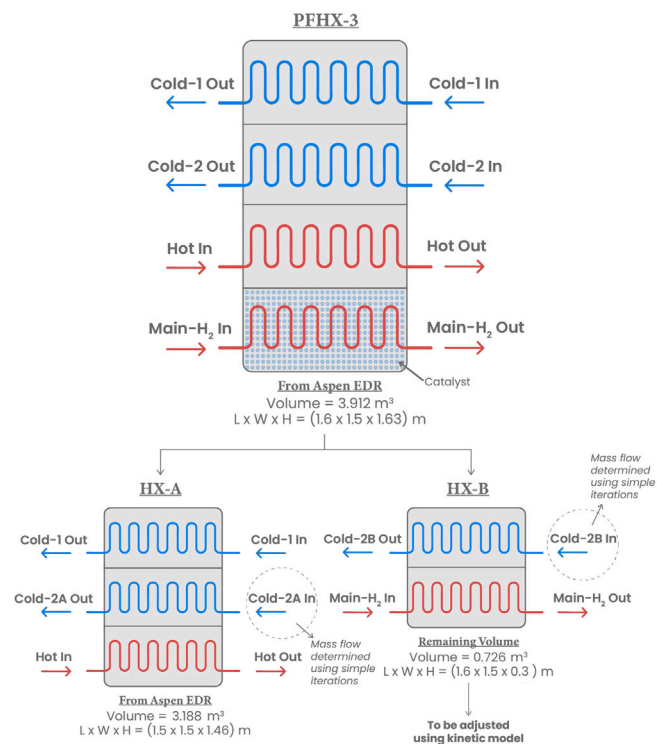 PFHX-3
Cold-1 Out
Cold-1 In
Cold-2 Out
Cold-2 In
Hot In
Hot Out
Main-H₂ In
Main-H₂ Out
Catalyst
From Aspen EDR
Volume = 3.912 m³
L x W x H = (1.6 x 1.5 x 1.63) m
HX-A
Cold-1 Out
Cold-1 In
Cold-2A Out
Cold-2A In
Hot In
Hot Out
Mass flow
determined
using simple
iterations
From Aspen EDR
Volume = 3.188 m³
L x W x H = (1.5 x 1.5 x 1.46) m
HX-B
Mass flow
determined
using simple
iterations
Cold-2B Out
Cold-2B In
Main-H₂ In
Main-H₂ Out
Remaining Volume
Volume = 0.726 m³
L x W x H = (1.6 x 1.5 x 0.3 ) m
To be adjusted
using kinetic model